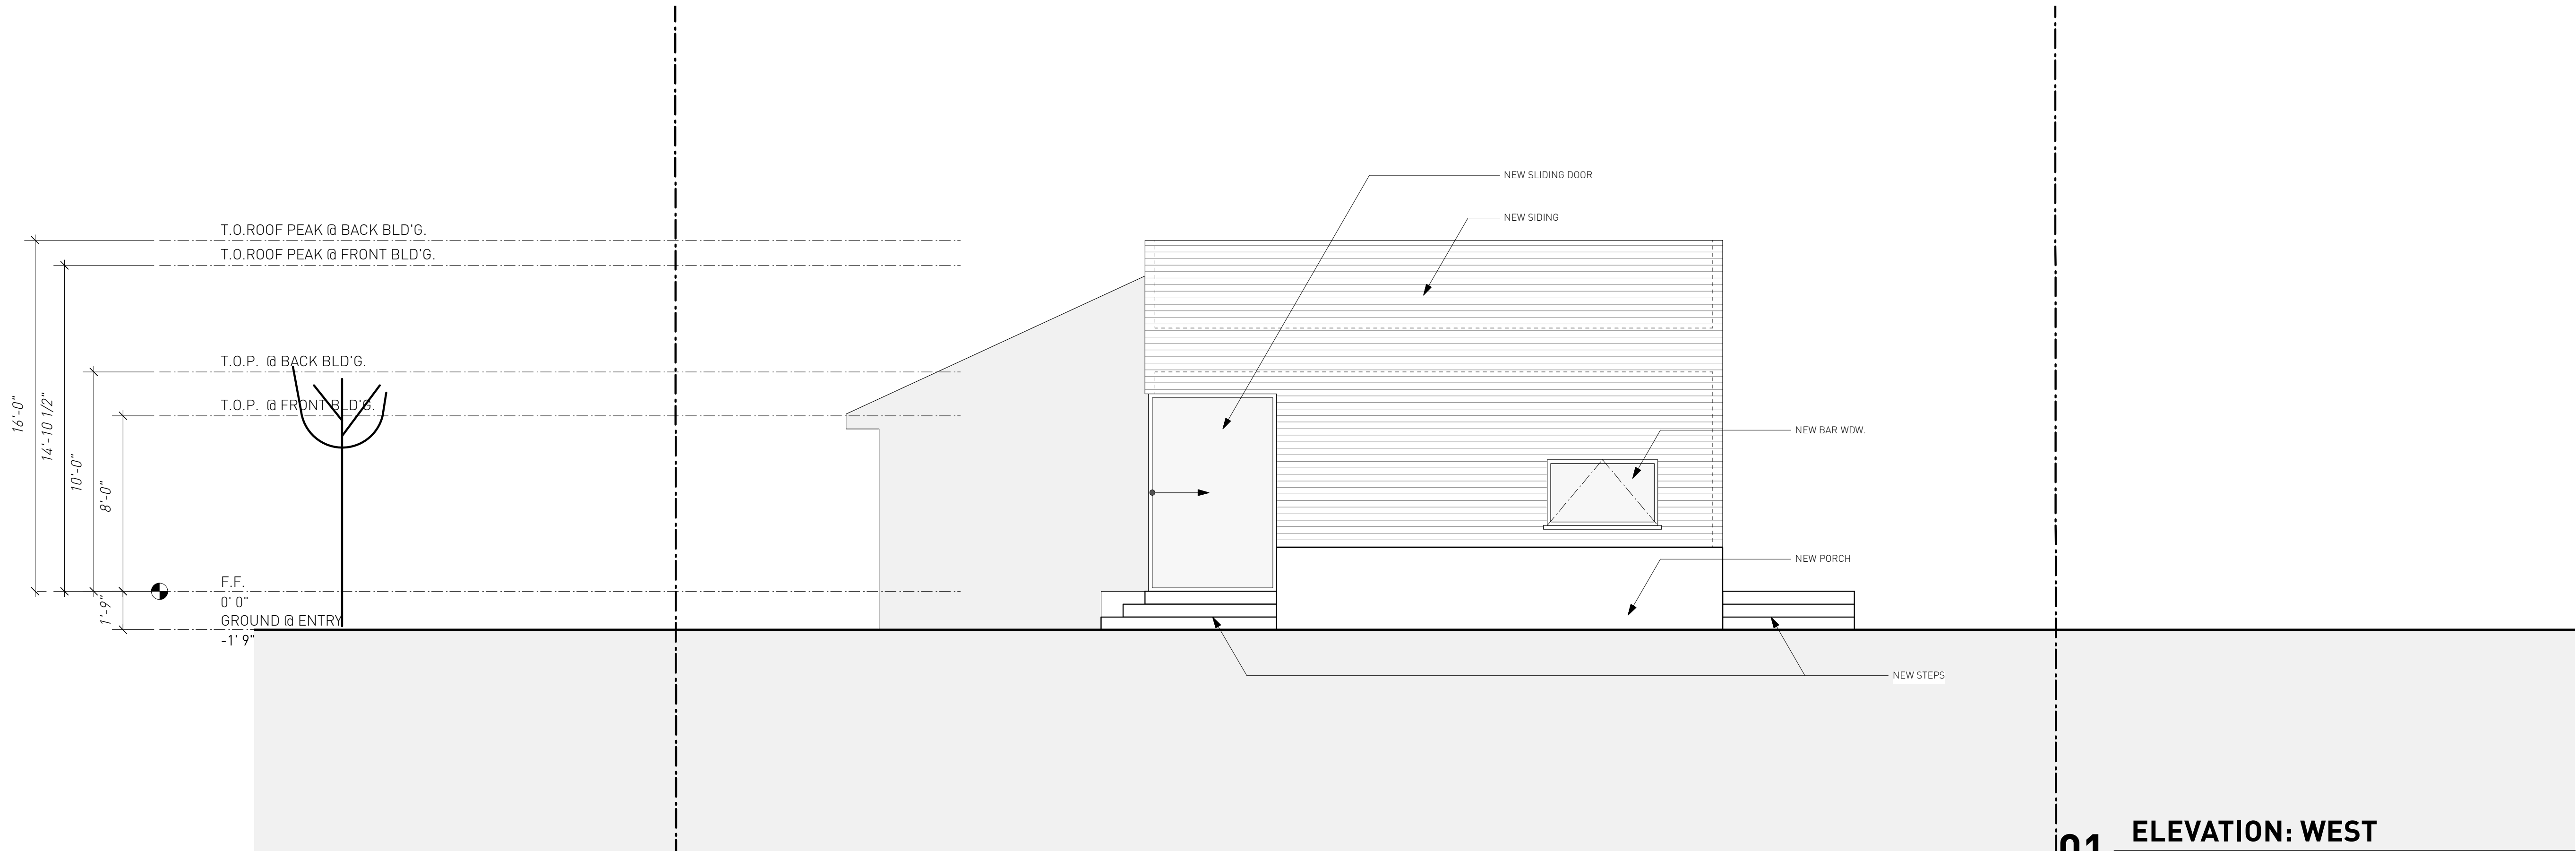 NEW SLIDING DOOR
NEW SIDING
T.O.ROOF PEAK @ BACK BLD'G.
T.O.ROOF PEAK @ FRONT BLD'G.
T.O.P. @ BACK BLD'G.
T.O.P. @ FRONT BLD'G.
16'-0"
14'-10 1/2"
10'-0"
8'-0"
1'-9"
NEW BAR WDW.
NEW PORCH
F.F.
0' 0"
GROUND @ ENTRY
-1' 9"
NEW STEPS
01
ELEVATION: WEST